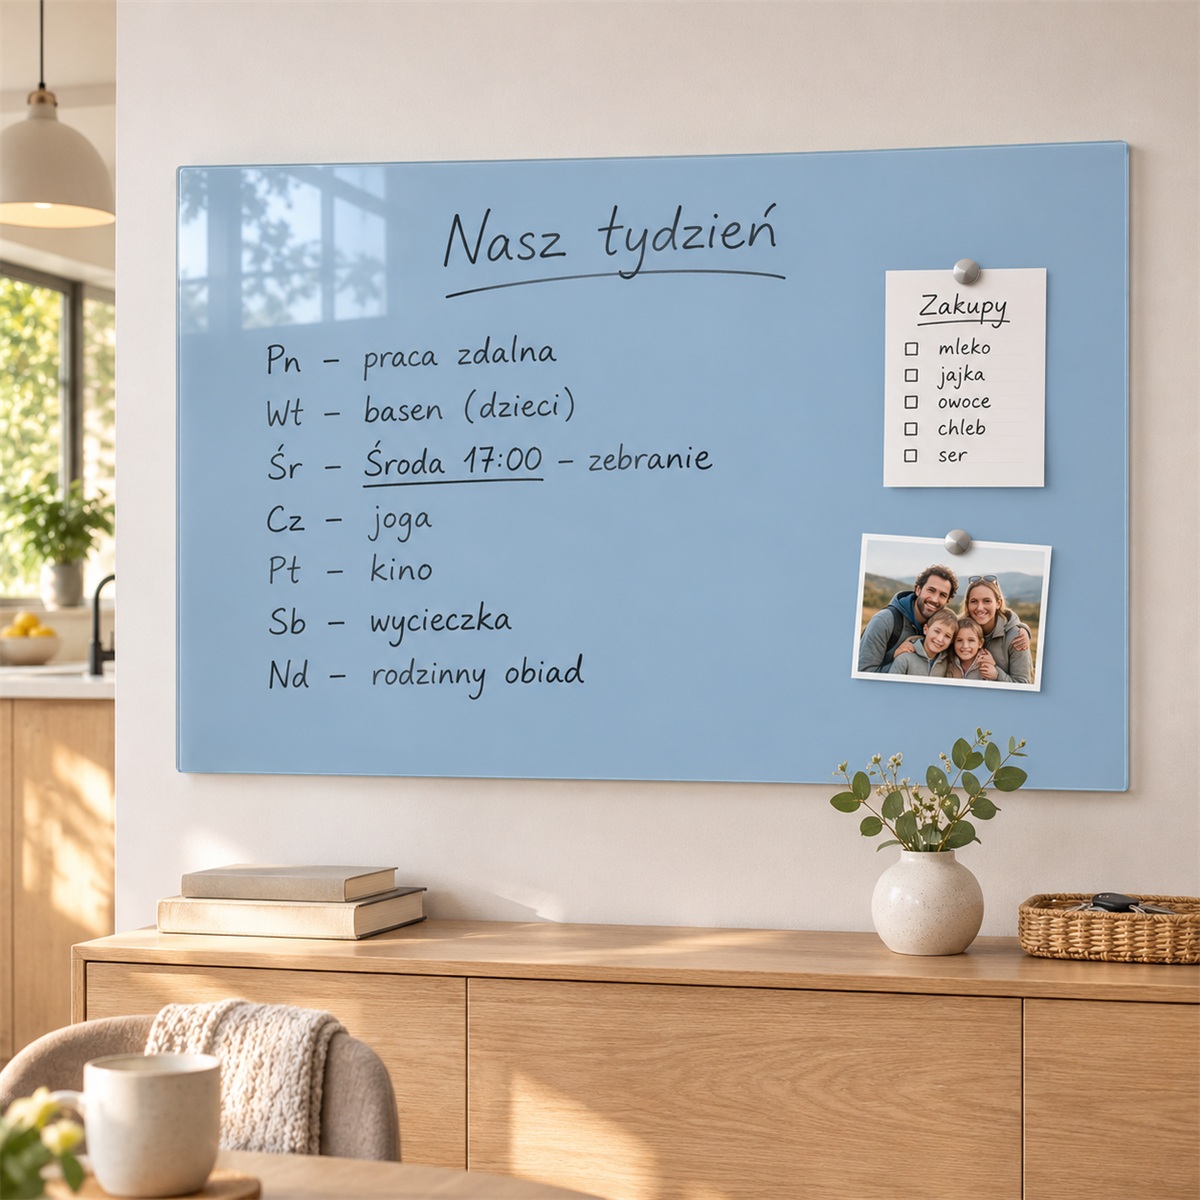 Nasz tydzień
Pn – praca zdalna
Wt – basen (dzieci)
Śr – Środa 17:00 – zebranie
Cz – joga
Pt – kino
Sb – wycieczka
Nd – rodzinny obiad
Zakupy
mleko
jajka
owoce
chleb
ser